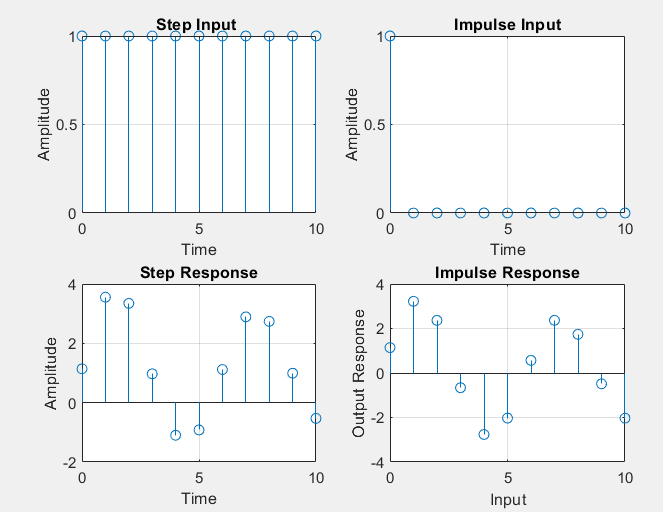 Step Input
1
0.5
0
Amplitude
0
5
10
Time
Impulse Input
1
0.5
0
Amplitude
0
5
10
Time
Step Response
4
2
0
-2
Amplitude
0
5
10
Time
Impulse Response
4
2
0
-2
-4
Output Response
0
5
10
Input